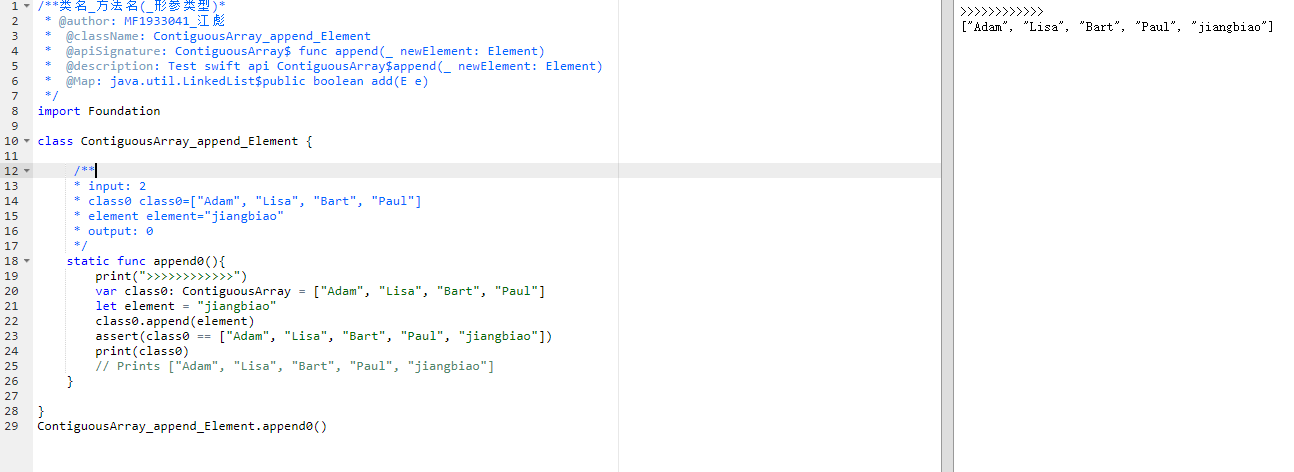 1 /**类名_方法名(_形参类型)*
2 * @author: MF1933041_江彪
3 * @className: ContiguousArray_append_Element
4 * @apiSignature: ContiguousArray$ func append(_ newElement: Element)
5 * @description: Test swift api ContiguousArray$append(_ newElement: Element)
6 * @Map: java.util.LinkedList$public boolean add(E e)
7 */
8 import Foundation
9
10 class ContiguousArray_append_Element {
11
12 /**
13 * input: 2
14 * class0 class0=["Adam", "Lisa", "Bart", "Paul"]
15 * element element="jiangbiao"
16 * output: 0
17 */
18 static func append0(){
19 print(">>>>>>>>>>>>")
20 var class0: ContiguousArray = ["Adam", "Lisa", "Bart", "Paul"]
21 let element = "jiangbiao"
22 class0.append(element)
23 assert(class0 == ["Adam", "Lisa", "Bart", "Paul", "jiangbiao"])
24 print(class0)
25 // Prints ["Adam", "Lisa", "Bart", "Paul", "jiangbiao"]
26 }
27
28 }
29 ContiguousArray_append_Element.append0()
>>>>>>>>>>>>
["Adam", "Lisa", "Bart", "Paul", "jiangbiao"]